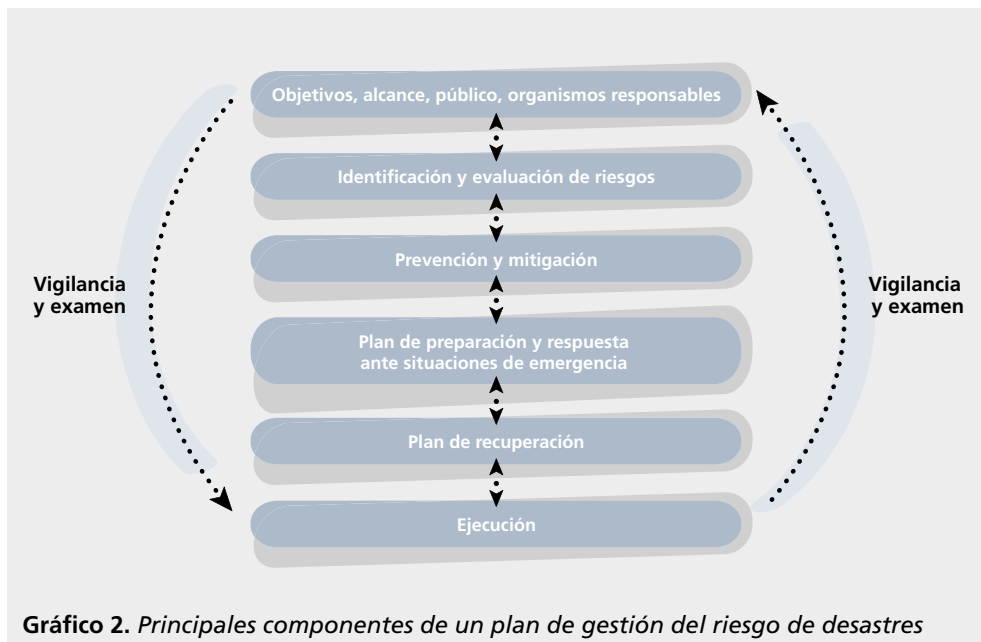 Objetivos, alcance, público, organismos responsables
Identificación y evaluación de riesgos
Prevención y mitigación
Vigilancia
y examen
Vigilancia
y examen
Plan de preparación y respuesta
ante situaciones de emergencia
Plan de recuperación
Ejecución
Gráfico 2. Principales componentes de un plan de gestión del riesgo de desastres